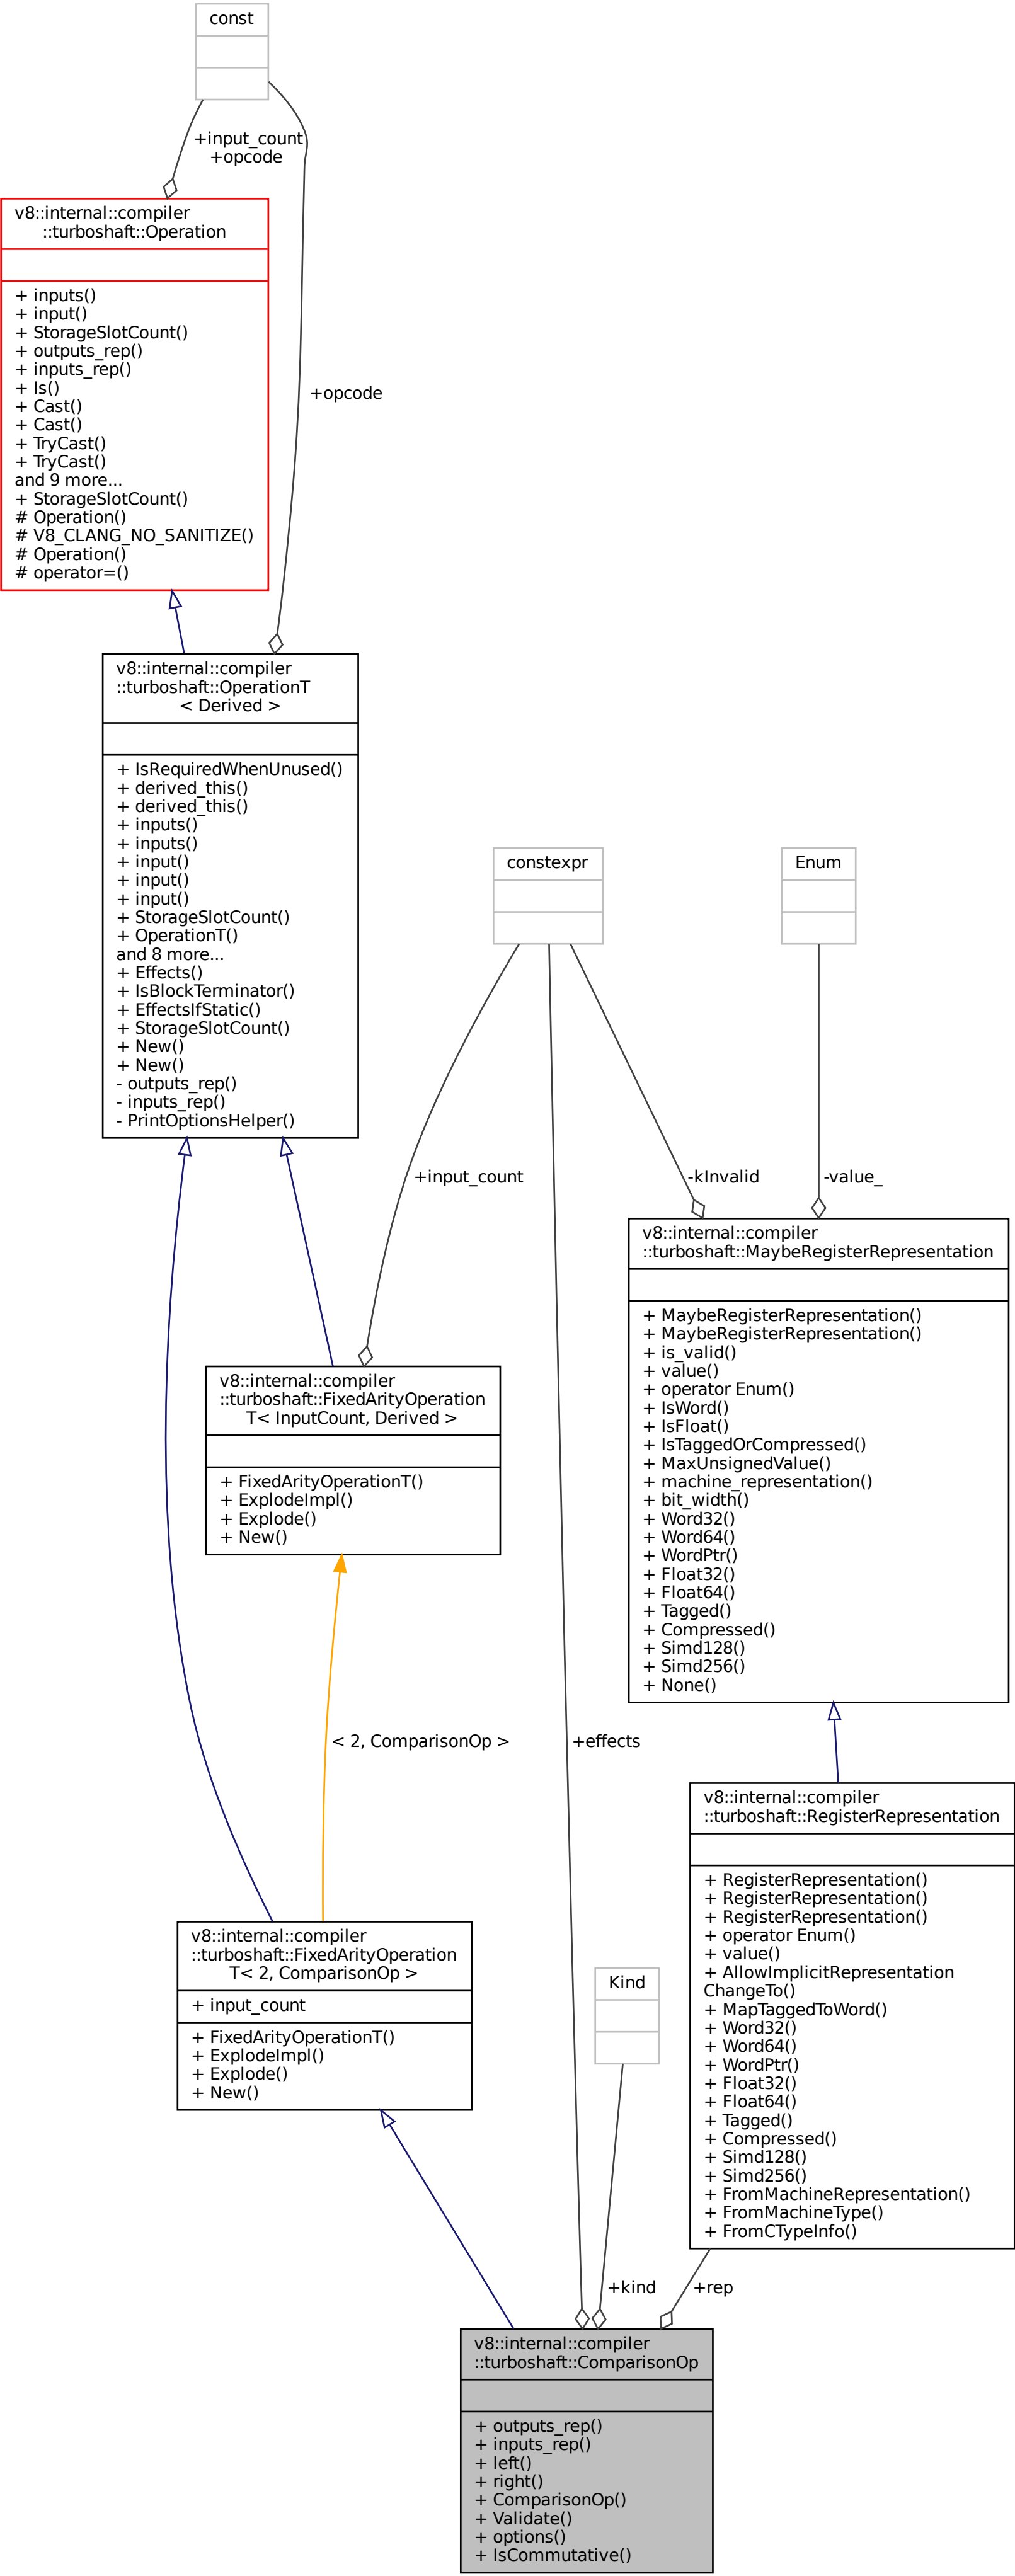 const
+input_count
+opcode
v8::internal::compiler
::turboshaft::Operation
+ inputs()
+ input()
+ StorageSlotCount()
+ outputs_rep()
+ inputs_rep()
+ Is()
+ Cast()
+ Cast()
+ TryCast()
+ TryCast()
and 9 more...
+ StorageSlotCount()
# Operation()
# V8_CLANG_NO_SANITIZE()
# Operation()
# operator=()
+opcode
v8::internal::compiler
::turboshaft::OperationT
< Derived >
+ IsRequiredWhenUnused()
+ derived_this()
+ derived_this()
+ inputs()
+ inputs()
+ input()
+ input()
+ input()
+ StorageSlotCount()
+ OperationT()
and 8 more...
+ Effects()
+ IsBlockTerminator()
+ EffectsIfStatic()
+ StorageSlotCount()
+ New()
+ New()
- outputs_rep()
- inputs_rep()
- PrintOptionsHelper()
constexpr
Enum
+input_count
-kInvalid
-value_
v8::internal::compiler
::turboshaft::MaybeRegisterRepresentation
+ MaybeRegisterRepresentation()
+ MaybeRegisterRepresentation()
+ is_valid()
+ value()
+ operator Enum()
+ IsWord()
+ IsFloat()
+ IsTaggedOrCompressed()
+ MaxUnsignedValue()
+ machine_representation()
+ bit_width()
+ Word32()
+ Word64()
+ WordPtr()
+ Float32()
+ Float64()
+ Tagged()
+ Compressed()
+ Simd128()
+ Simd256()
+ None()
v8::internal::compiler
::turboshaft::FixedArityOperation
T< InputCount, Derived >
+ FixedArityOperationT()
+ ExplodeImpl()
+ Explode()
+ New()
< 2, ComparisonOp >
+effects
v8::internal::compiler
::turboshaft::RegisterRepresentation
+ RegisterRepresentation()
+ RegisterRepresentation()
+ RegisterRepresentation()
+ operator Enum()
+ value()
+ AllowImplicitRepresentation
ChangeTo()
+ MapTaggedToWord()
+ Word32()
+ Word64()
+ WordPtr()
+ Float32()
+ Float64()
+ Tagged()
+ Compressed()
+ Simd128()
+ Simd256()
+ FromMachineRepresentation()
+ FromMachineType()
+ FromCTypeInfo()
v8::internal::compiler
::turboshaft::FixedArityOperation
T< 2, ComparisonOp >
+ input_count
+ FixedArityOperationT()
+ ExplodeImpl()
+ Explode()
+ New()
Kind
+kind
+rep
v8::internal::compiler
::turboshaft::ComparisonOp
+ outputs_rep()
+ inputs_rep()
+ left()
+ right()
+ ComparisonOp()
+ Validate()
+ options()
+ IsCommutative()